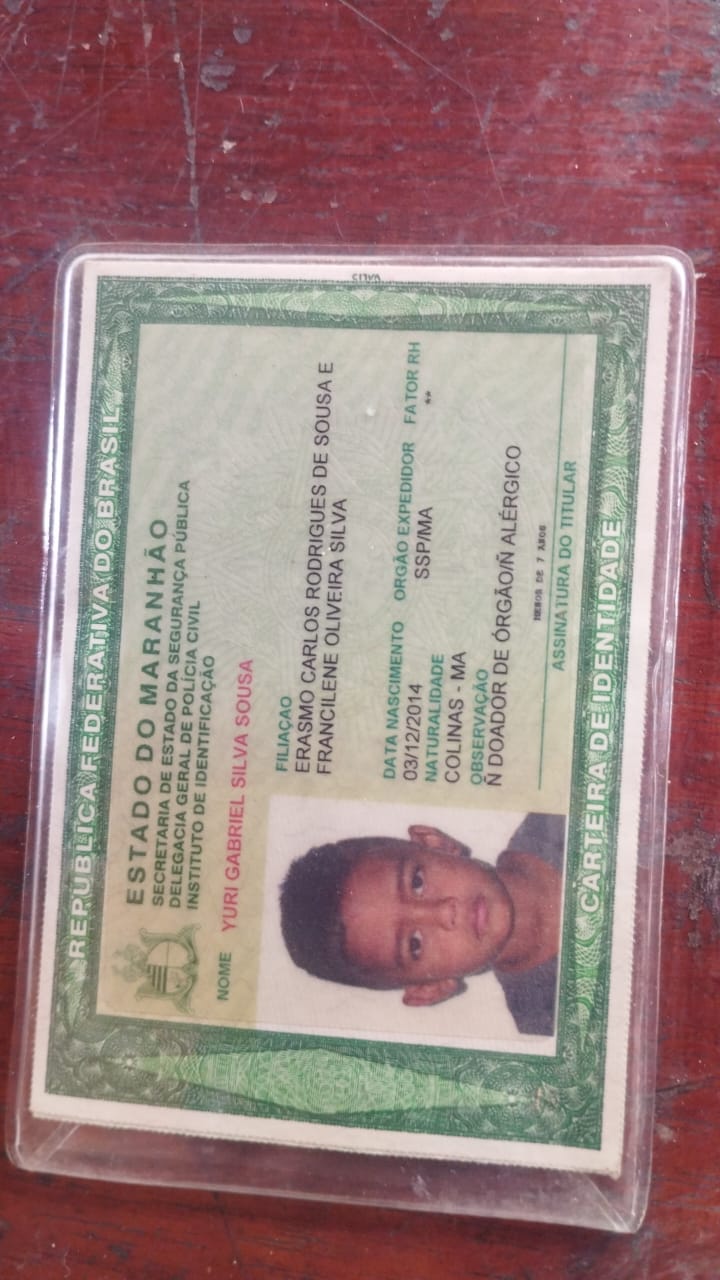 REPÚBLICA FEDERATIVA DO BRASIL
ESTADO DO MARANHÃO
SECRETARIA DE ESTADO DA SEGURANÇA PÚBLICA
DELEGACIA GERAL DE POLÍCIA CIVIL
INSTITUTO DE IDENTIFICAÇÃO
NOME YURI GABRIEL SILVA SOUSA
FILIAÇÃO
ERASMO CARLOS RODRIGUES DE SOUSA E
FRANCILENE OLIVEIRA SILVA
DATA NASCIMENTO ORGÃO EXPEDIDOR FATOR RH
03/12/2014 SSP/MA **
NATURALIDADE
COLINAS - MA
OBSERVAÇÃO
Ñ DOADOR DE ÓRGÃO/Ñ ALÉRGICO
MENOR DE 7 ANOS
ASSINATURA DO TITULAR
CARTEIRA DE IDENTIDADE